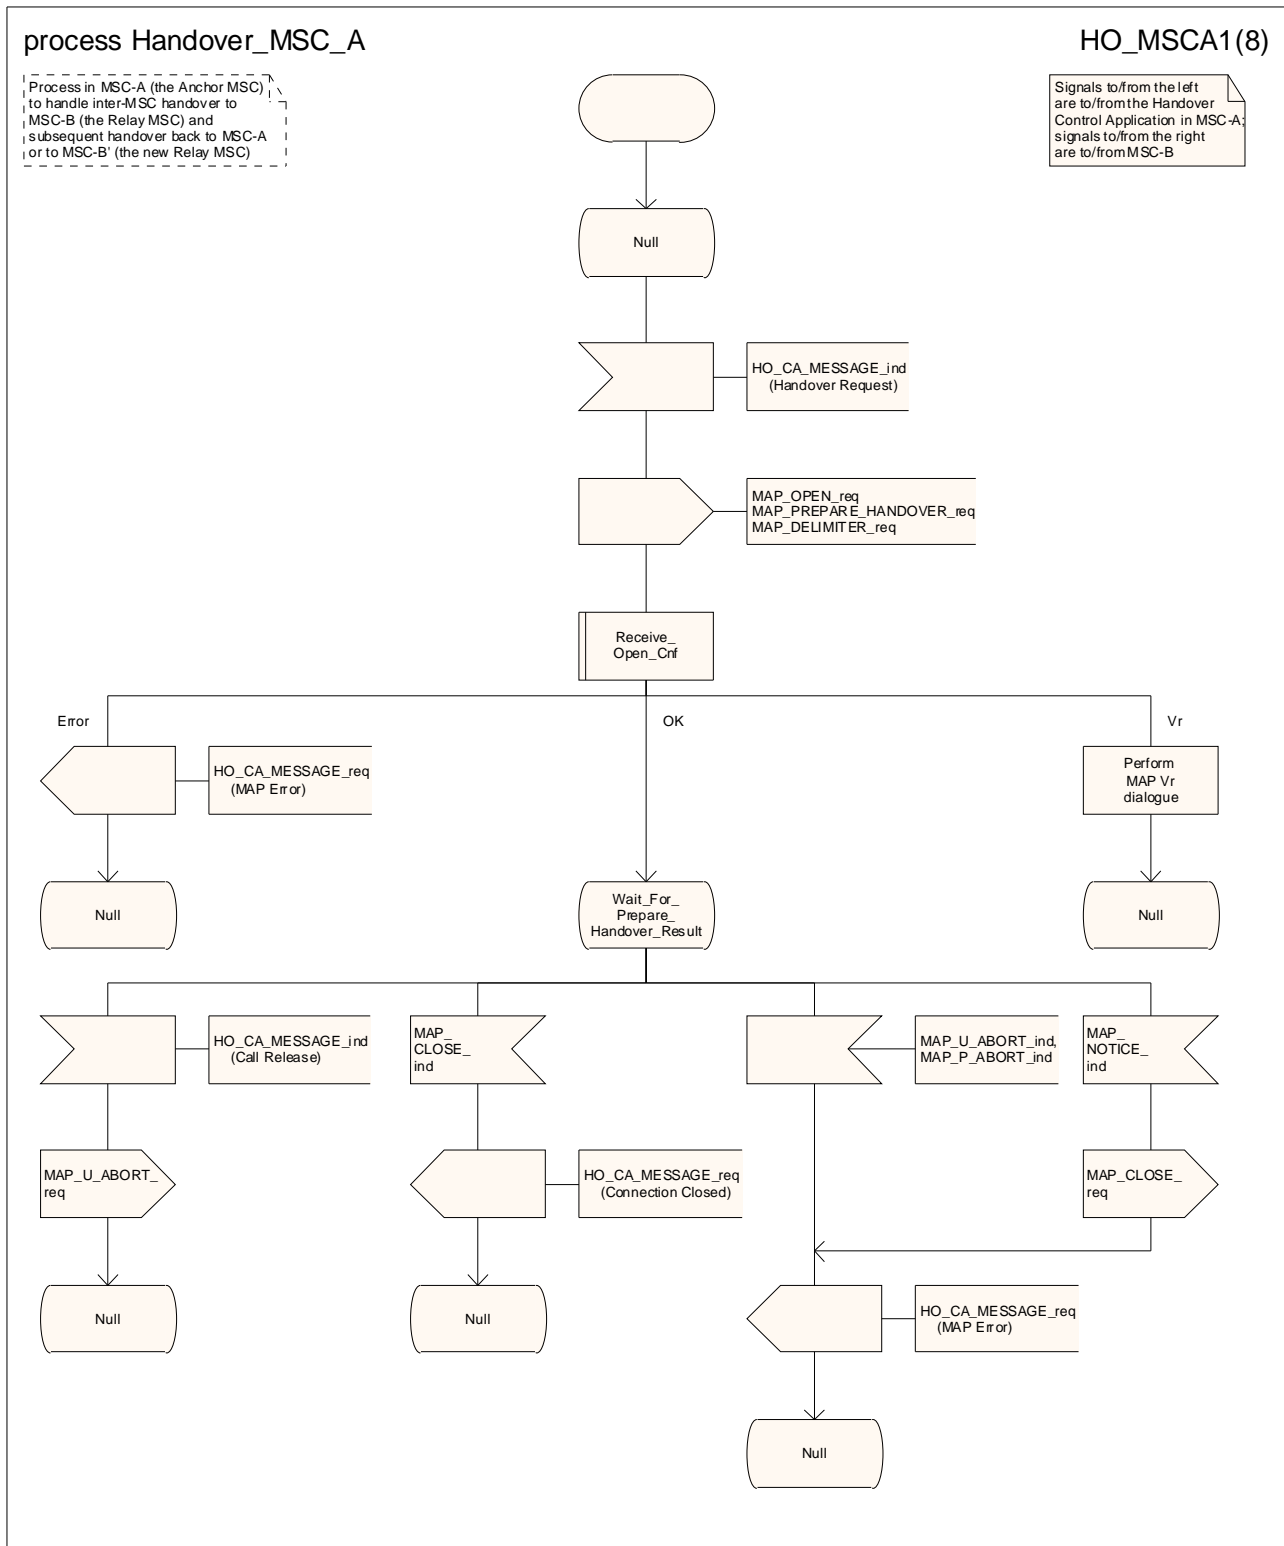 process Handover_MSC_A
HO_MSCA1(8)
Process in MSC-A (the Anchor MSC)
to handle inter-MSC handover to
MSC-B (the Relay MSC) and
subsequent handover back to MSC-A
or to MSC-B' (the new Relay MSC)
Signals to/from the left
are to/from the Handover
Control Application in MSC-A;
signals to/from the right
are to/from MSC-B
Null
HO_CA_MESSAGE_ind
(Handover Request)
MAP_OPEN_req
MAP_PREPARE_HANDOVER_req
MAP_DELIMITER_req
Receive_
Open_Cnf
Error
OK
Vr
HO_CA_MESSAGE_req
(MAP Error)
Perform
MAP Vr
dialogue
Null
Wait_For_
Prepare_
Handover_Result
Null
HO_CA_MESSAGE_ind
(Call Release)
MAP_
CLOSE_
ind
MAP_U_ABORT_ind,
MAP_P_ABORT_ind
MAP_
NOTICE_
ind
MAP_U_ABORT_
req
HO_CA_MESSAGE_req
(Connection Closed)
MAP_CLOSE_
req
Null
Null
HO_CA_MESSAGE_req
(MAP Error)
Null